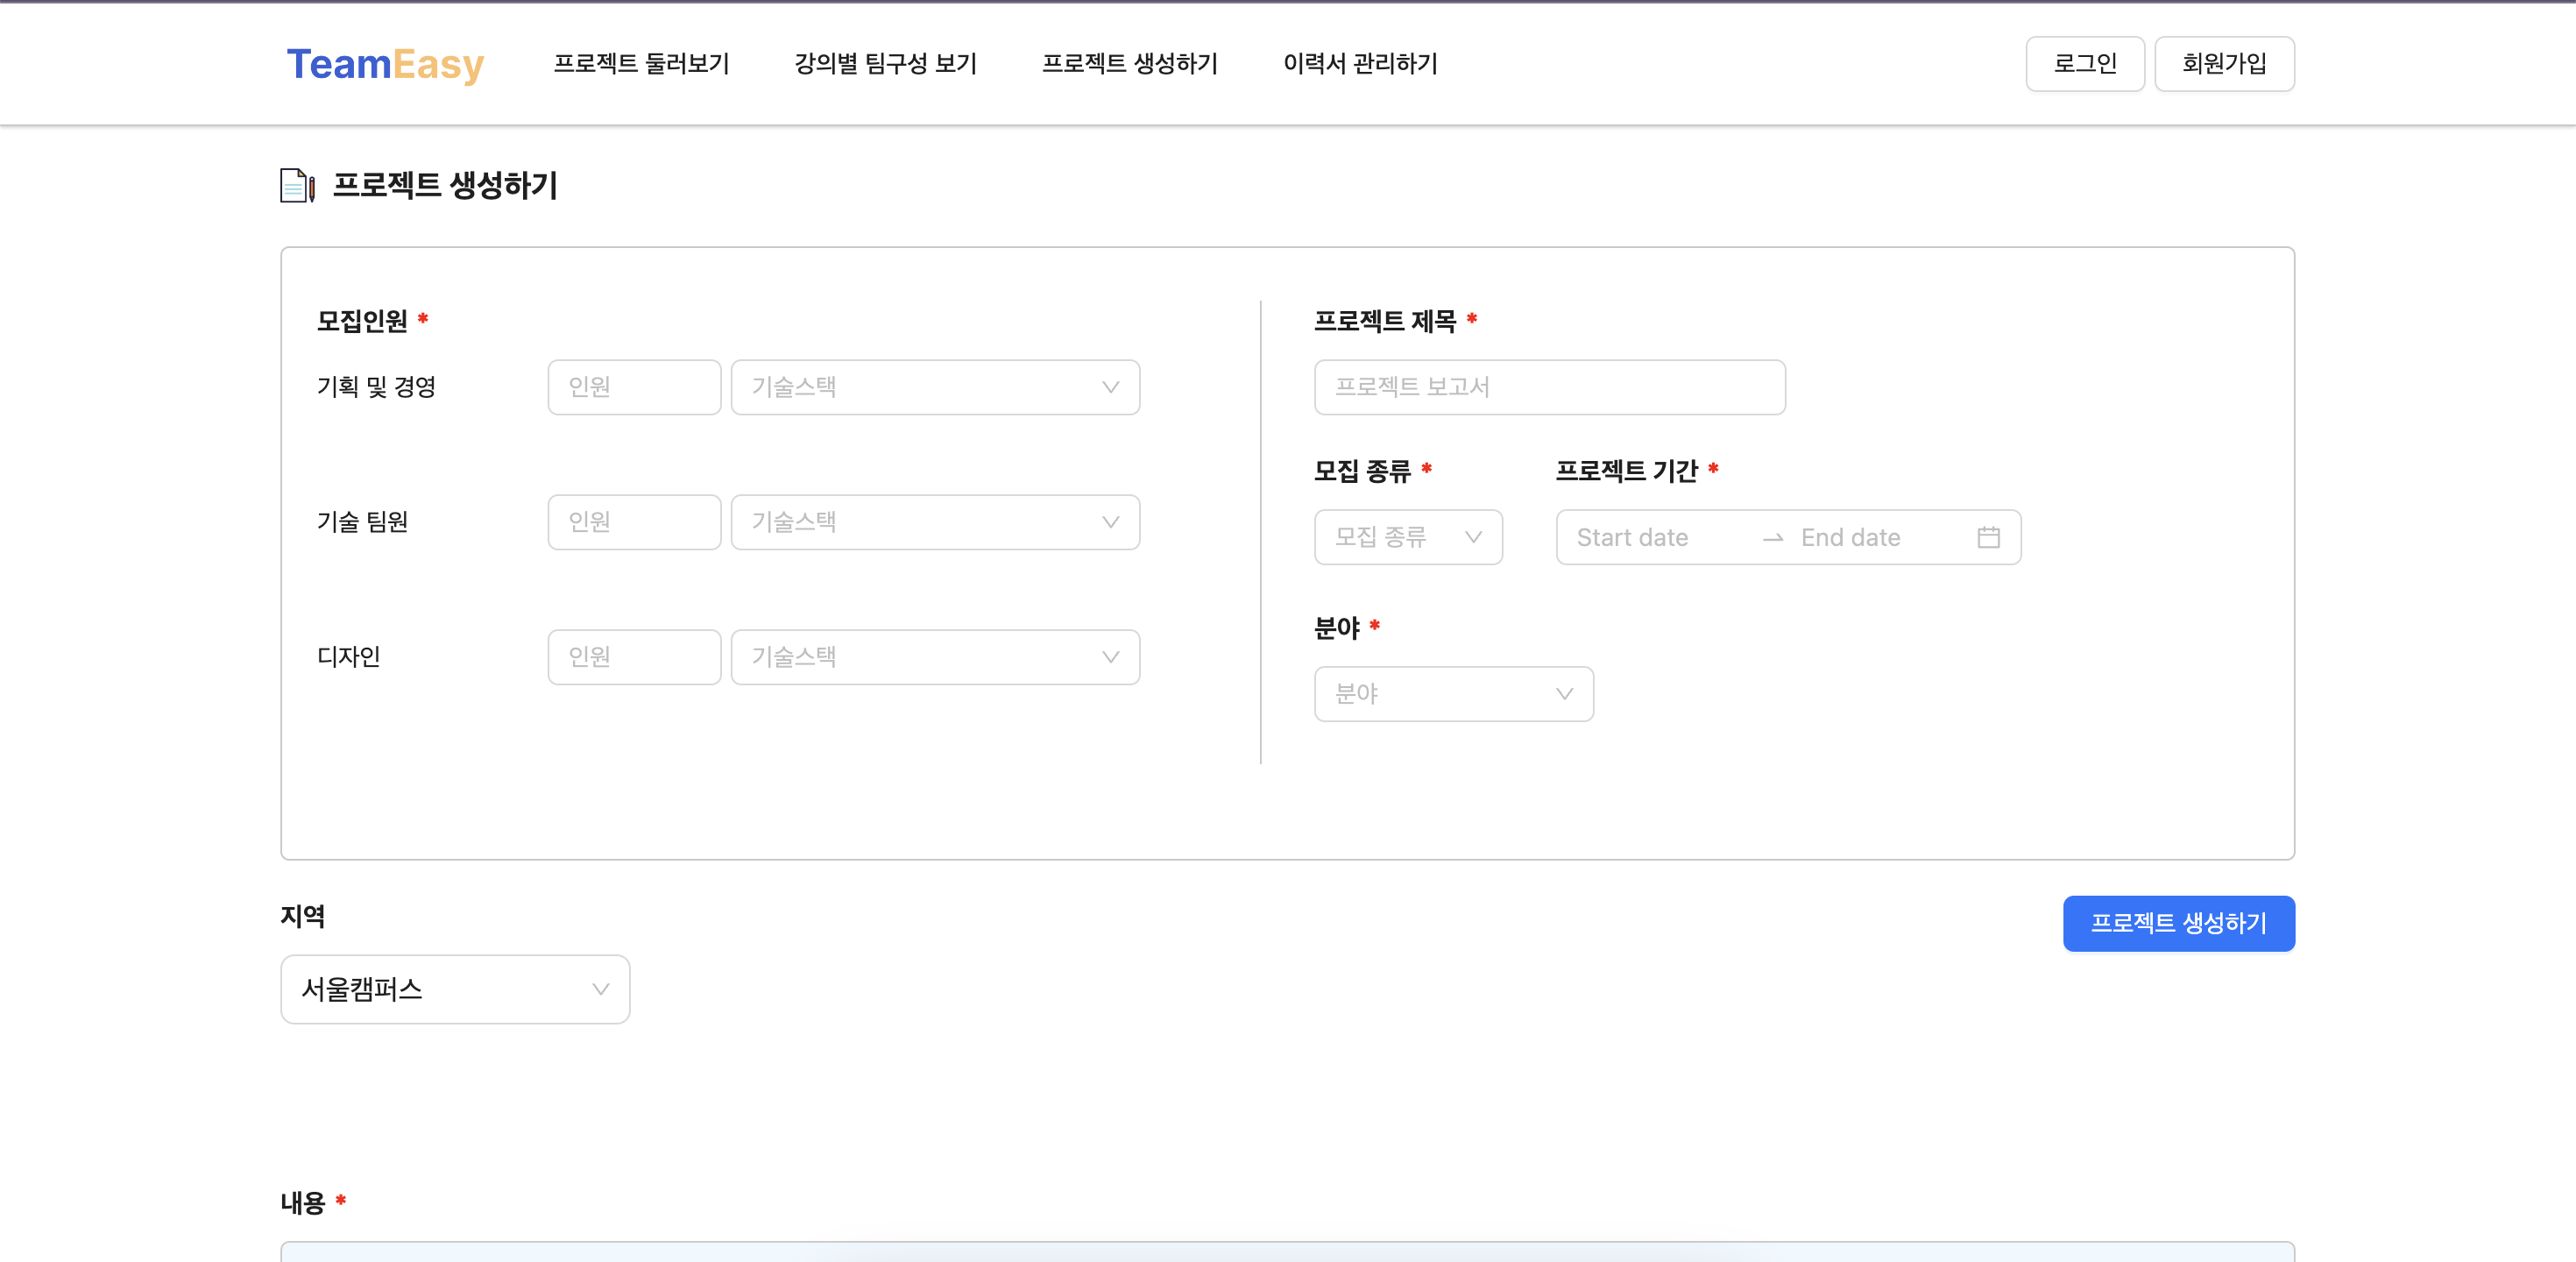 TeamEasy 프로젝트 둘러보기 강의별 팀구성 보기 프로젝트 생성하기 이력서 관리하기 로그인 회원가입
프로젝트 생성하기
모집인원 *
기획 및 경영 인원 기술스택
기술 팀원 인원 기술스택
디자인 인원 기술스택
프로젝트 제목 *
프로젝트 보고서
모집 종류 * 프로젝트 기간 *
모집 종류 Start date → End date
분야 *
분야
지역
프로젝트 생성하기
서울캠퍼스
내용 *